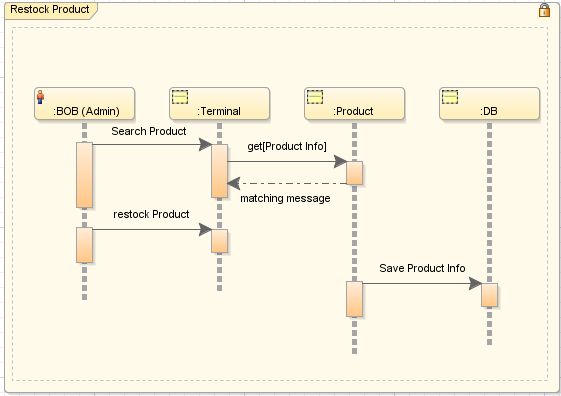 Restock Product
:BOB (Admin)
:Terminal
:Product
:DB
Search Product
get[Product Info]
matching message
restock Product
Save Product Info